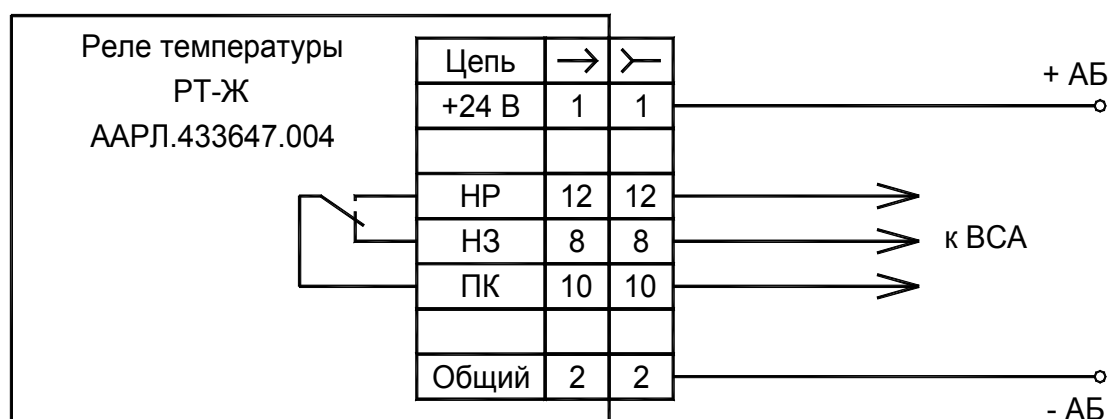 Реле температуры
РТ-Ж
ААРЛ.433647.004
Цепь
+24 В 1 1
+ АБ
НР 12 12
НЗ 8 8
к ВСА
ПК 10 10
Общий 2 2
- АБ